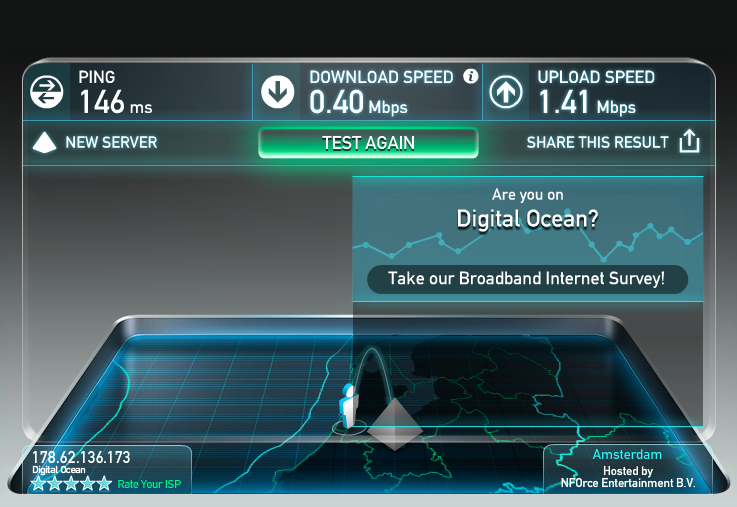 PING
146 ms
DOWNLOAD SPEED
0.40 Mbps
UPLOAD SPEED
1.41 Mbps
NEW SERVER
TEST AGAIN
SHARE THIS RESULT
Are you on
Digital Ocean?
Take our Broadband Internet Survey!
178.62.136.173
Digital Ocean
Rate Your ISP
Amsterdam
Hosted by
NFOrce Entertainment B.V.